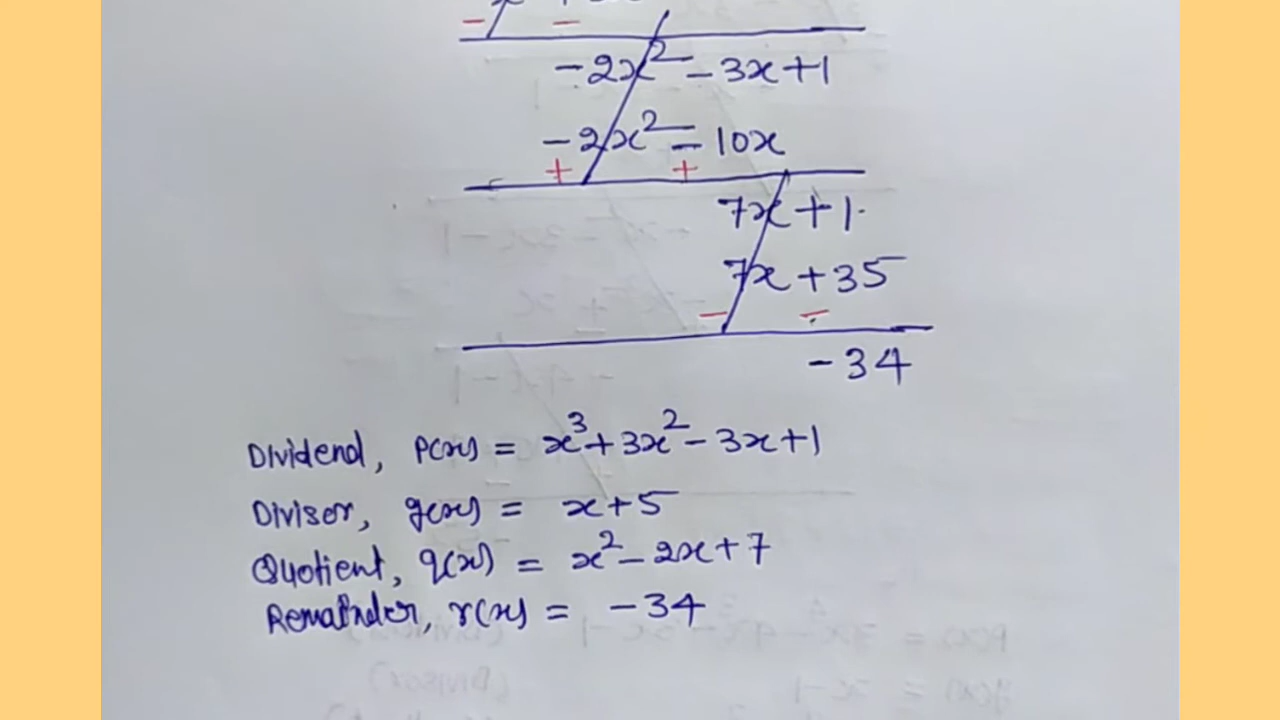 - -
-2x² - 3x + 1
-2x² - 10x
+ +
7x + 1
7x + 35
- -
-34
Dividend, P(x) = x³ + 3x² - 3x + 1
Divisor, g(x) = x + 5
Quotient, q(x) = x² - 2x + 7
Remainder, r(x) = -34